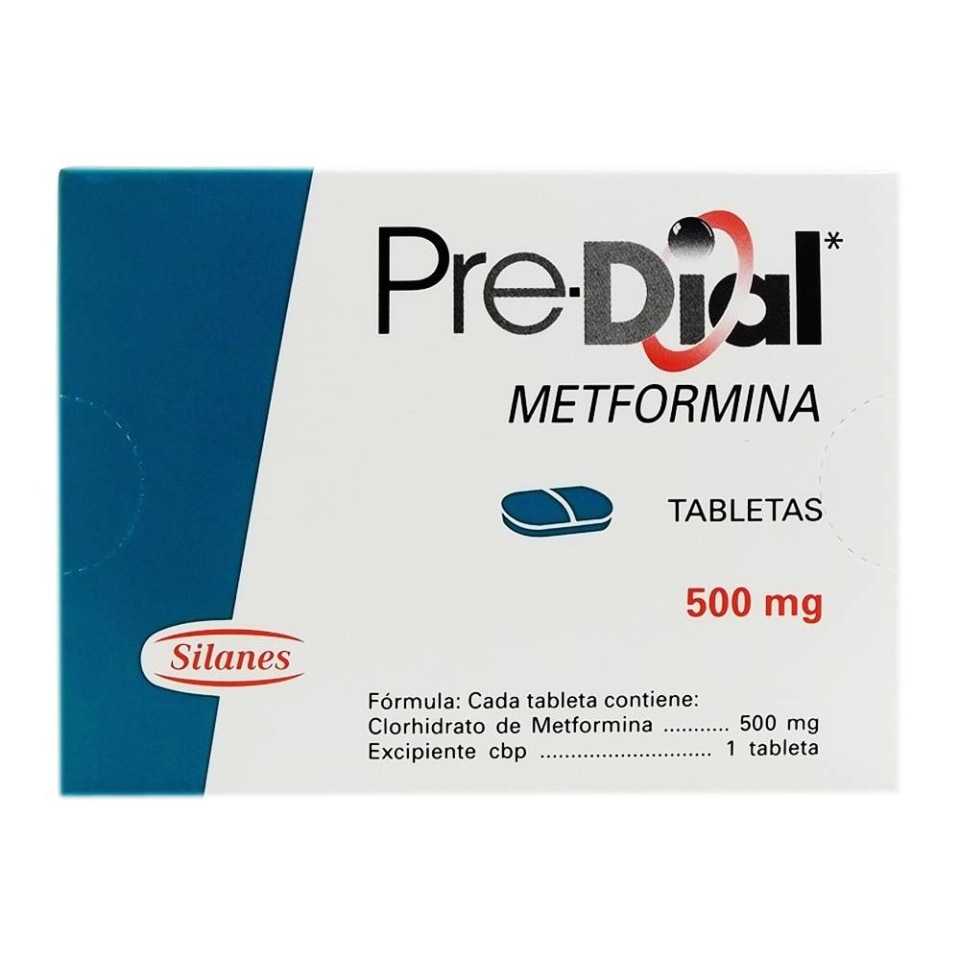 Pre-Dial*
METFORMINA
TABLETAS
500 mg
Silanes
Fórmula: Cada tableta contiene:
Clorhidrato de Metformina ........... 500 mg
Excipiente cbp ............................ 1 tableta